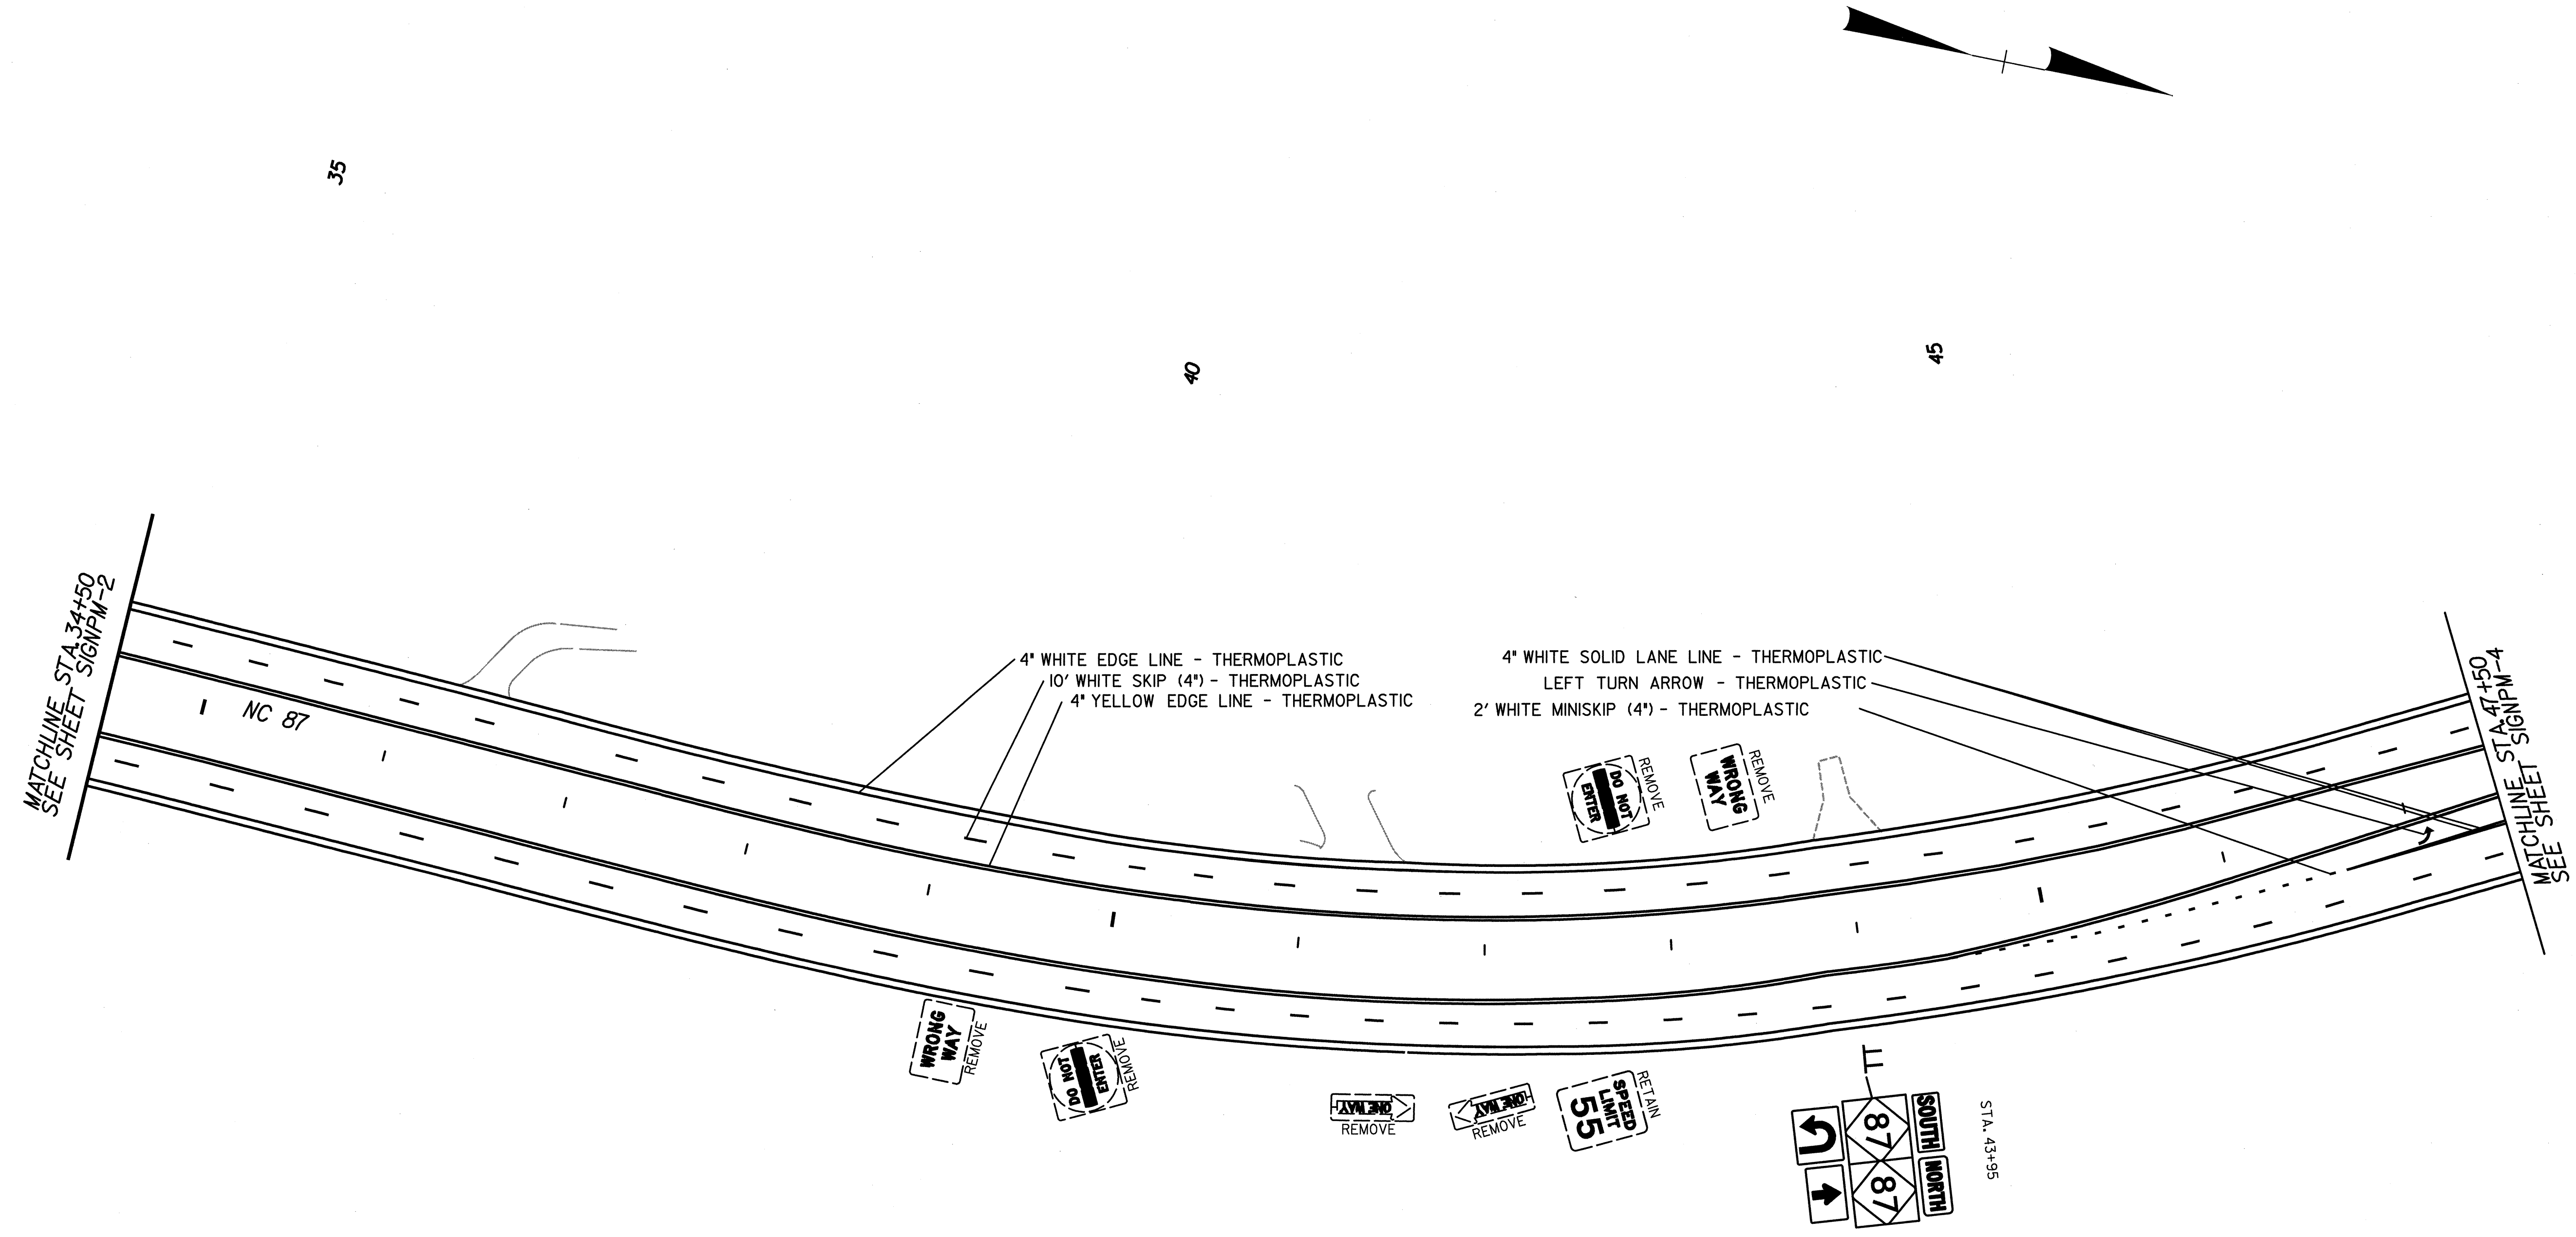 35
40
45
MATCHLINE STA. 34+50
SEE SHEET SIGNPM-2
NC 87
4" WHITE EDGE LINE - THERMOPLASTIC
10' WHITE SKIP (4") - THERMOPLASTIC
4" YELLOW EDGE LINE - THERMOPLASTIC
4" WHITE SOLID LANE LINE - THERMOPLASTIC
LEFT TURN ARROW - THERMOPLASTIC
2' WHITE MINISKIP (4") - THERMOPLASTIC
DO NOT
ENTER
REMOVE
WRONG
WAY
REMOVE
MATCHLINE STA. 47+50
SEE SHEET SIGNPM-4
WRONG
WAY
REMOVE
DO NOT
ENTER
REMOVE
ONE WAY
REMOVE
ONE WAY
REMOVE
SPEED
LIMIT
55
RETAIN
SOUTH NORTH
87 87
STA. 43+95